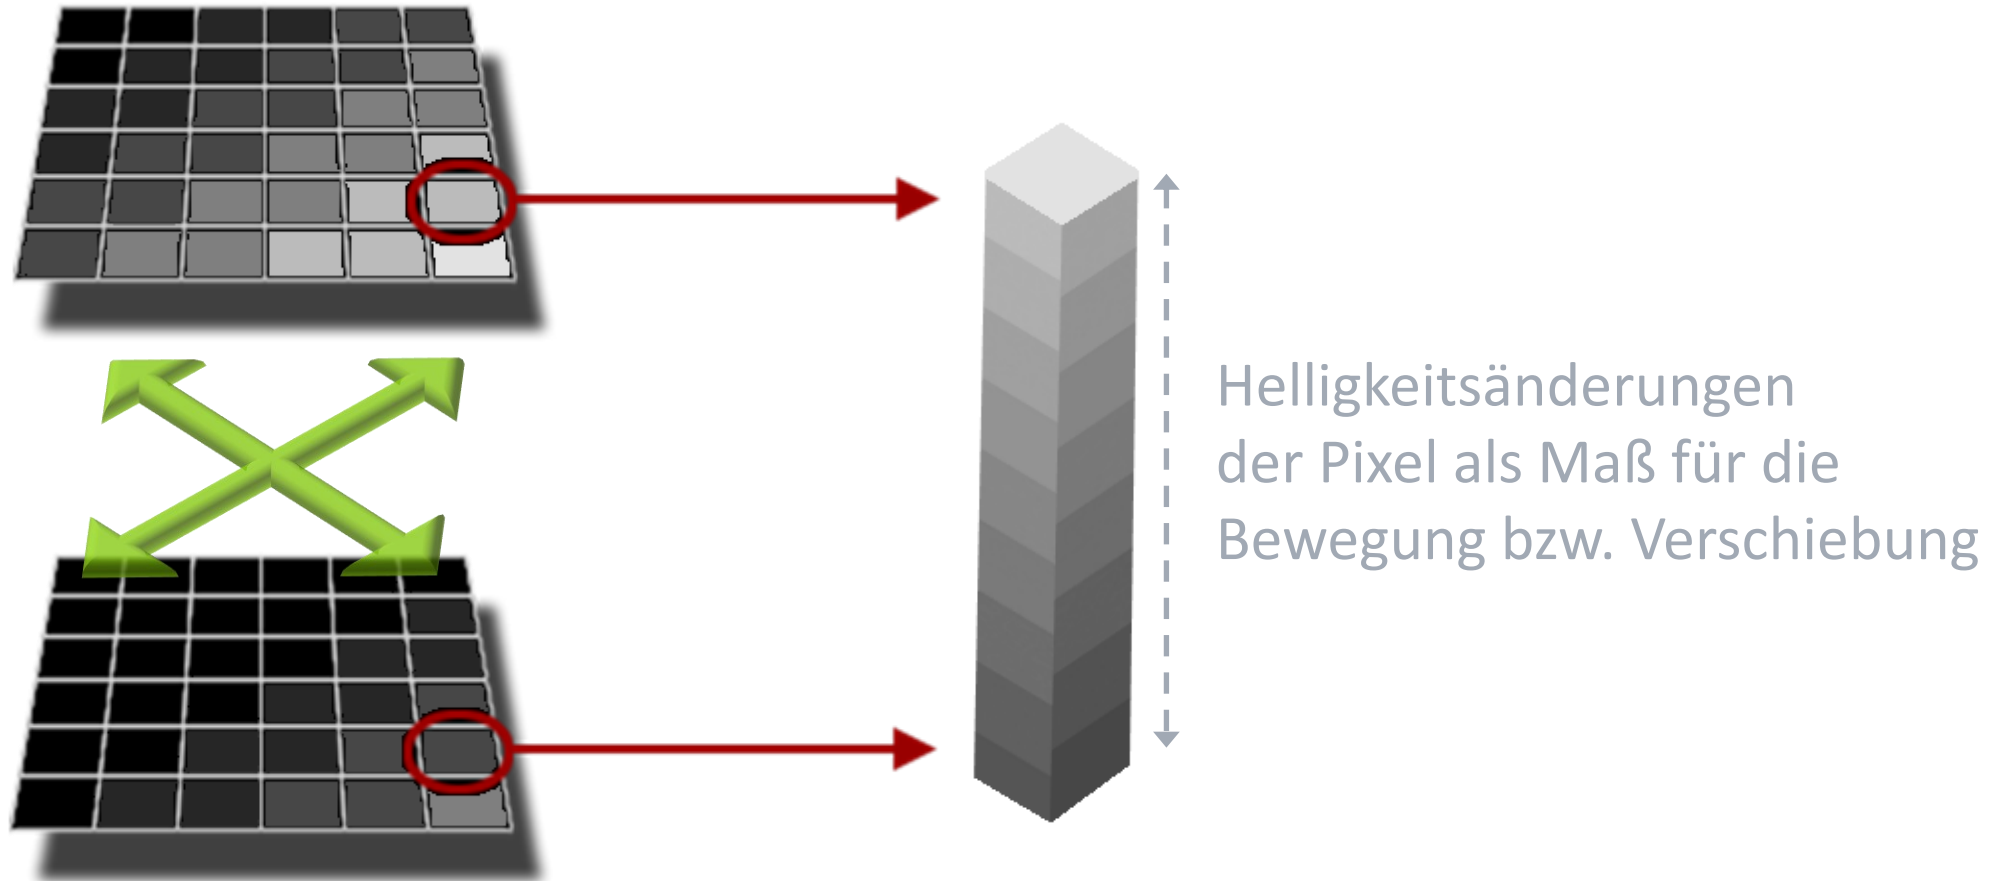 Helligkeitsänderungen
der Pixel als Maß für die
Bewegung bzw. Verschiebung